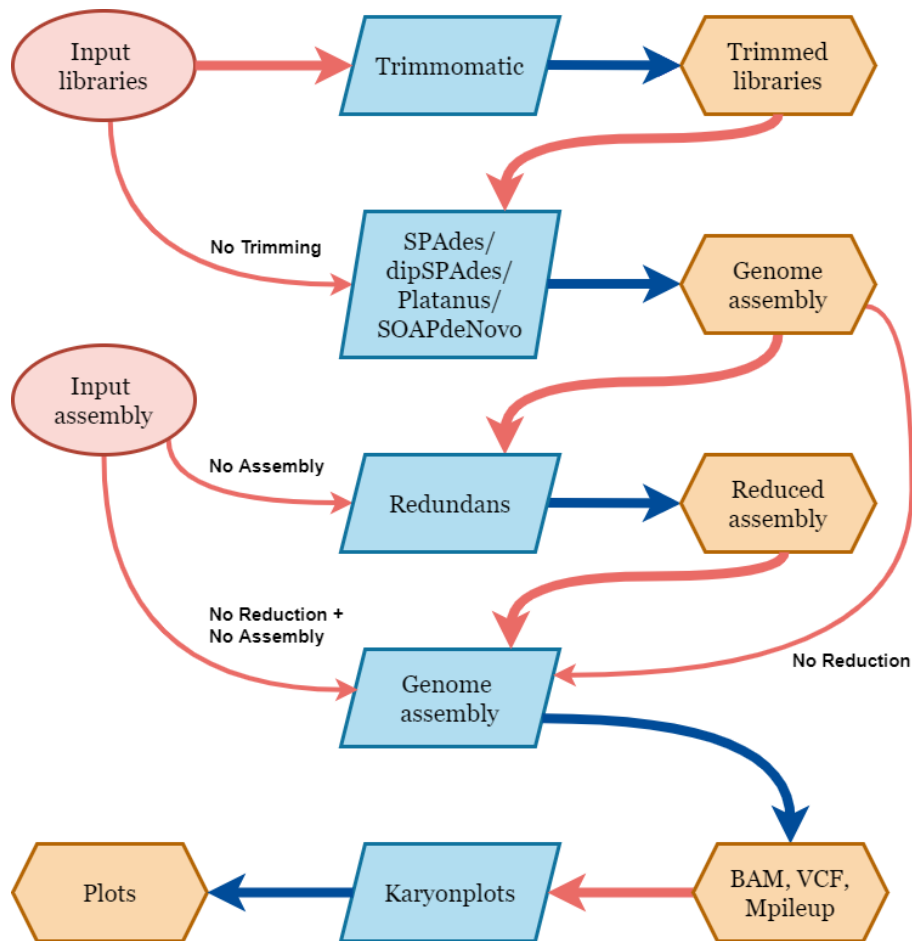 Input
libraries
Trimmomatic
Trimmed
libraries
No Trimming
SPAdes/
dipSPAdes/
Platanus/
SOAPdeNovo
Genome
assembly
Input
assembly
No Assembly
Redundans
Reduced
assembly
No Reduction +
No Assembly
Genome
assembly
No Reduction
Plots
Karyonplots
BAM, VCF,
Mpileup